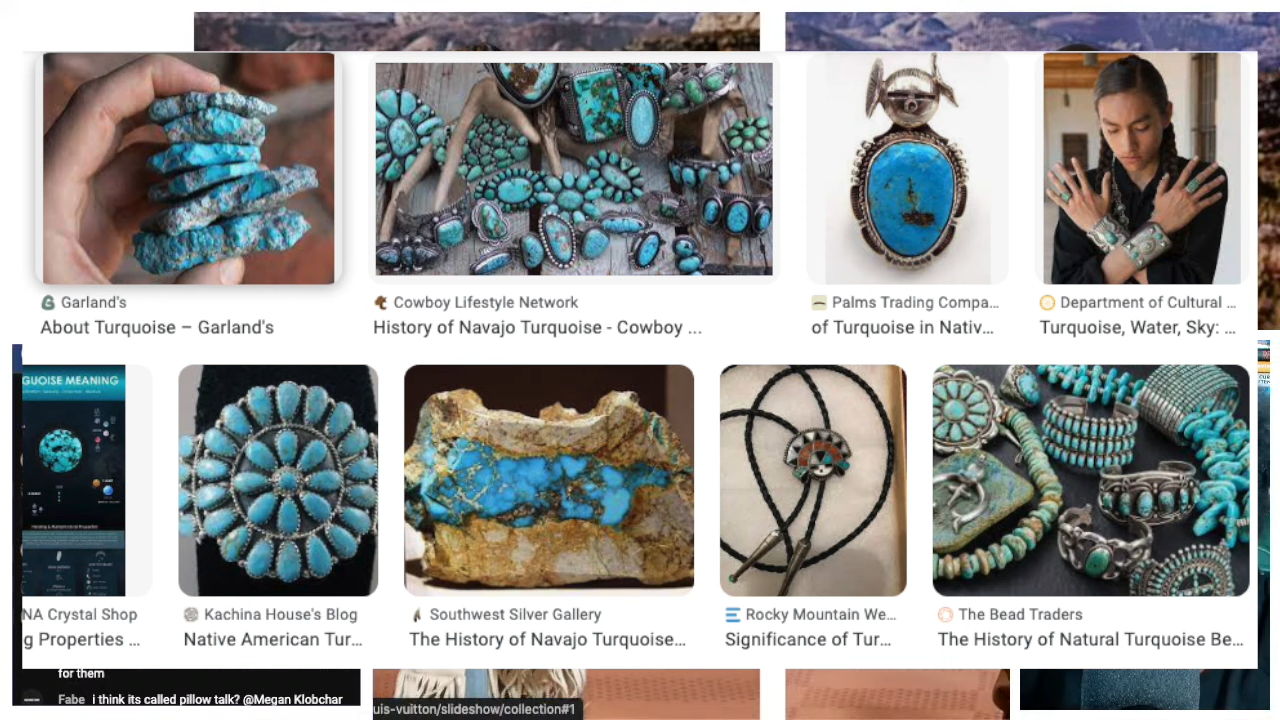 Garland's
About Turquoise – Garland's
Cowboy Lifestyle Network
History of Navajo Turquoise - Cowboy ...
Palms Trading Compa...
of Turquoise in Nativ...
Department of Cultural ...
Turquoise, Water, Sky: ...
GUOISE MEANING
NA Crystal Shop
g Properties ...
Kachina House's Blog
Native American Tur...
Southwest Silver Gallery
The History of Navajo Turquoise...
Rocky Mountain We...
Significance of Tur...
The Bead Traders
The History of Natural Turquoise Be...
for them
Fabe i think its called pillow talk? @Megan Klobchar
uis-vuitton/slideshow/collection#1